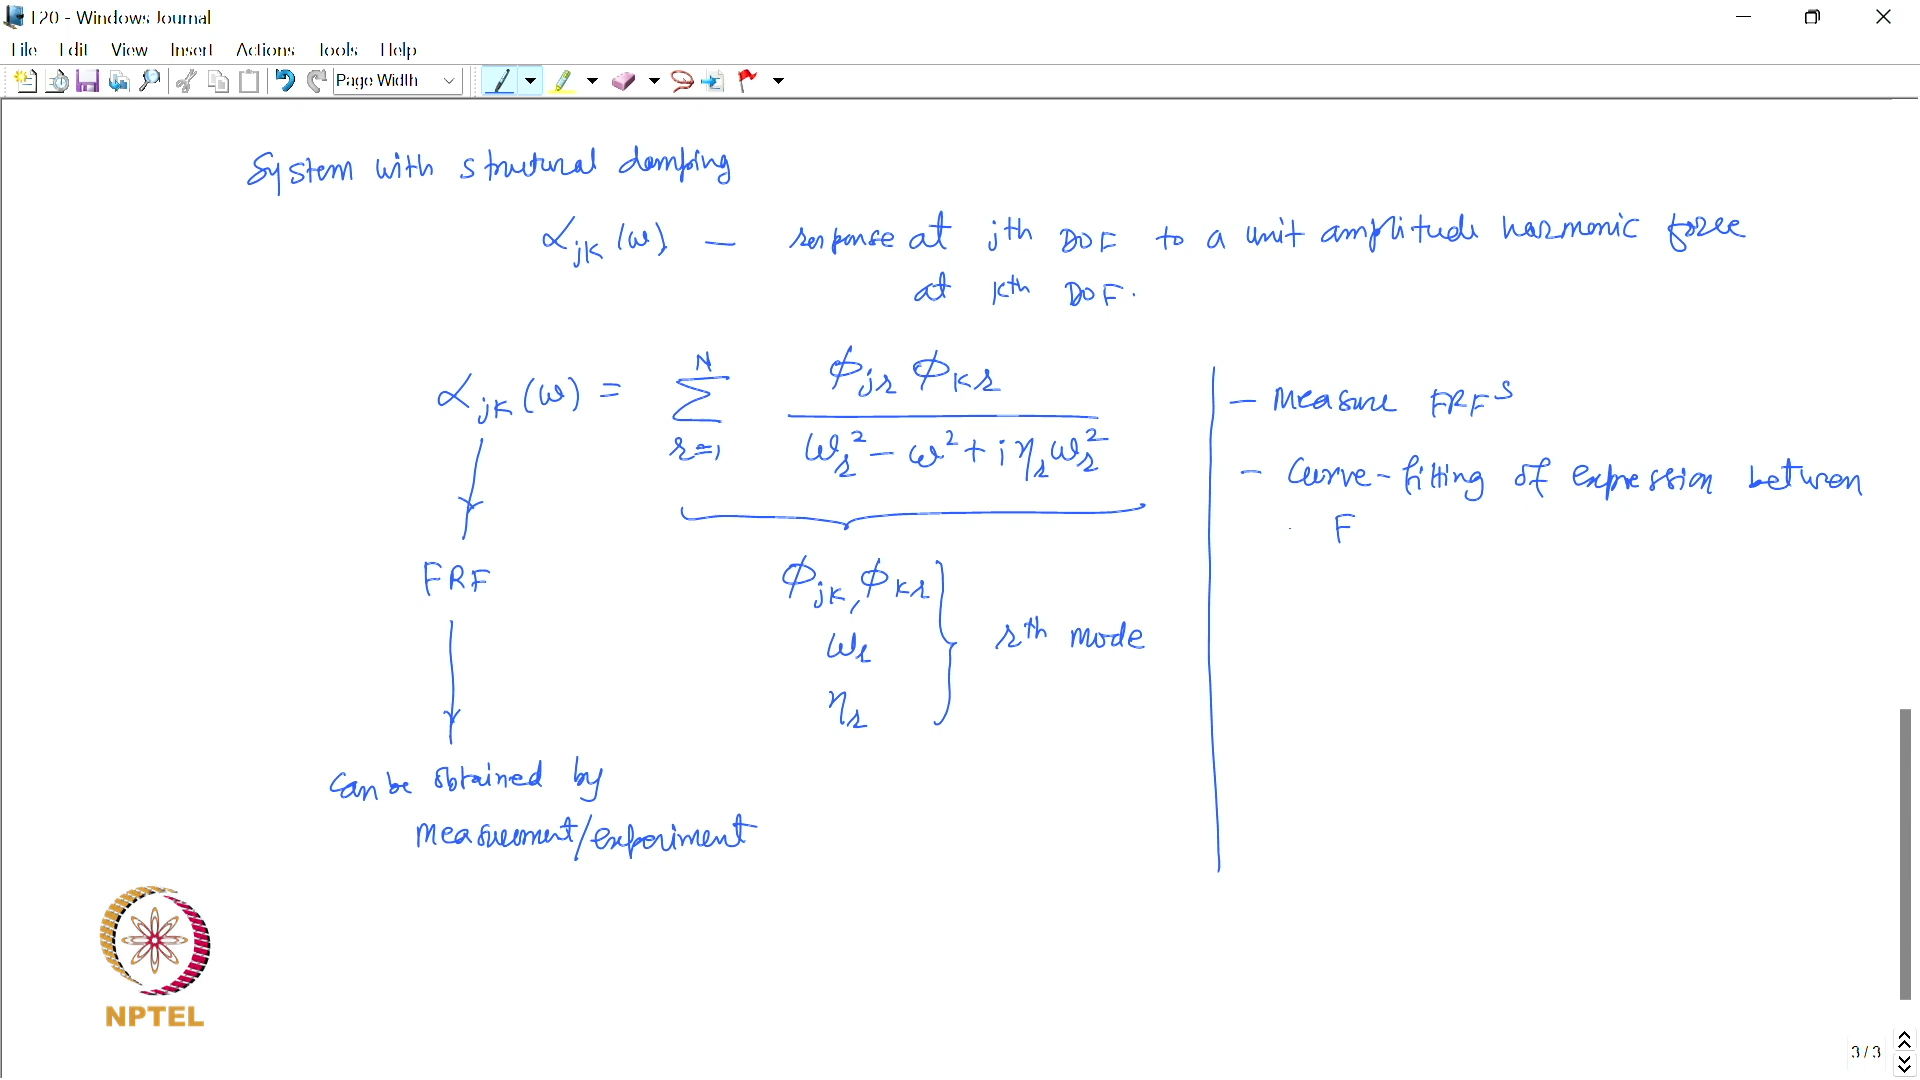 L20 - Windows Journal
File Edit View Insert Actions Tools Help
Page Width
System with structural damping
α_jk (ω) — response at jth DOF to a unit amplitude harmonic force
at kth DOF.
α_jk (ω) = Σ_{r=1}^{N} ϕ_jr ϕ_kr / (ω_r² − ω² + i η_r ω_r²)
FRF
ϕ_jk, ϕ_kr
ω_r
η_r
rth mode
can be obtained by
measurement/experiment
— Measure FRFs
- Curve-fitting of expression between
F
NPTEL
3 / 3